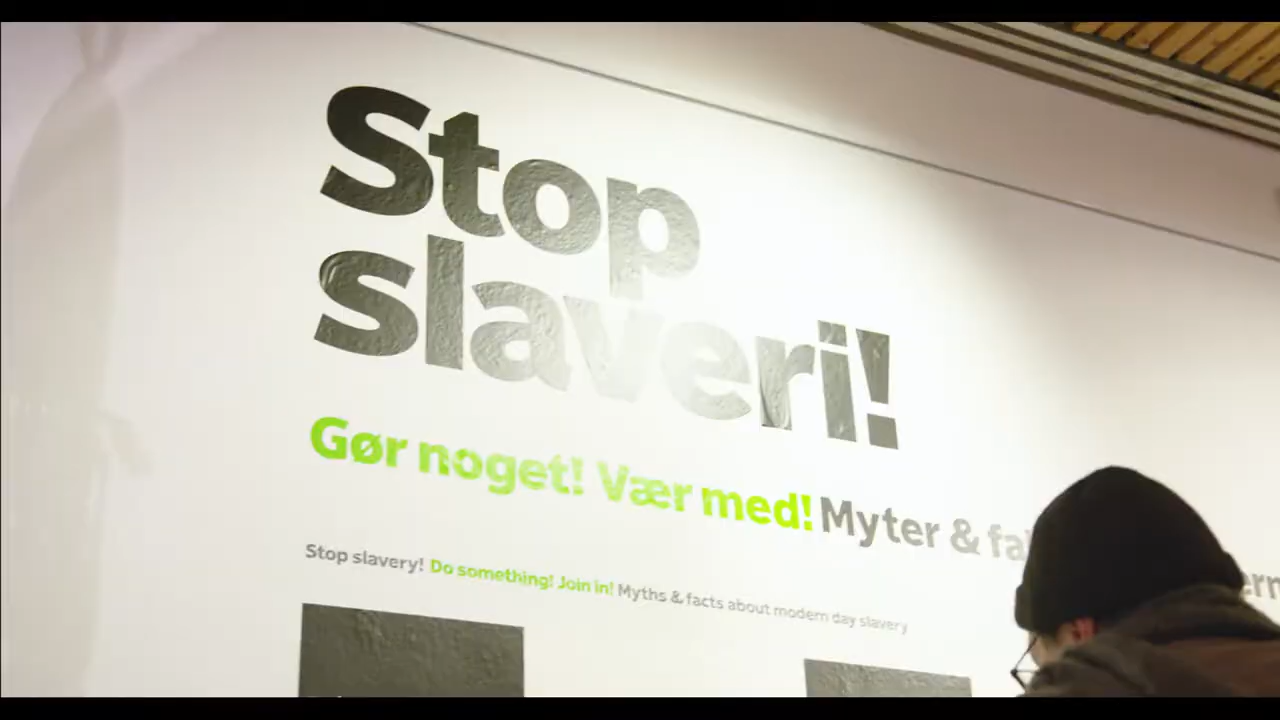 Stop
slaveri!
Gør noget! Vær med! Myter &
Stop slavery! Do something! Join in! Myths & facts about modern day slavery